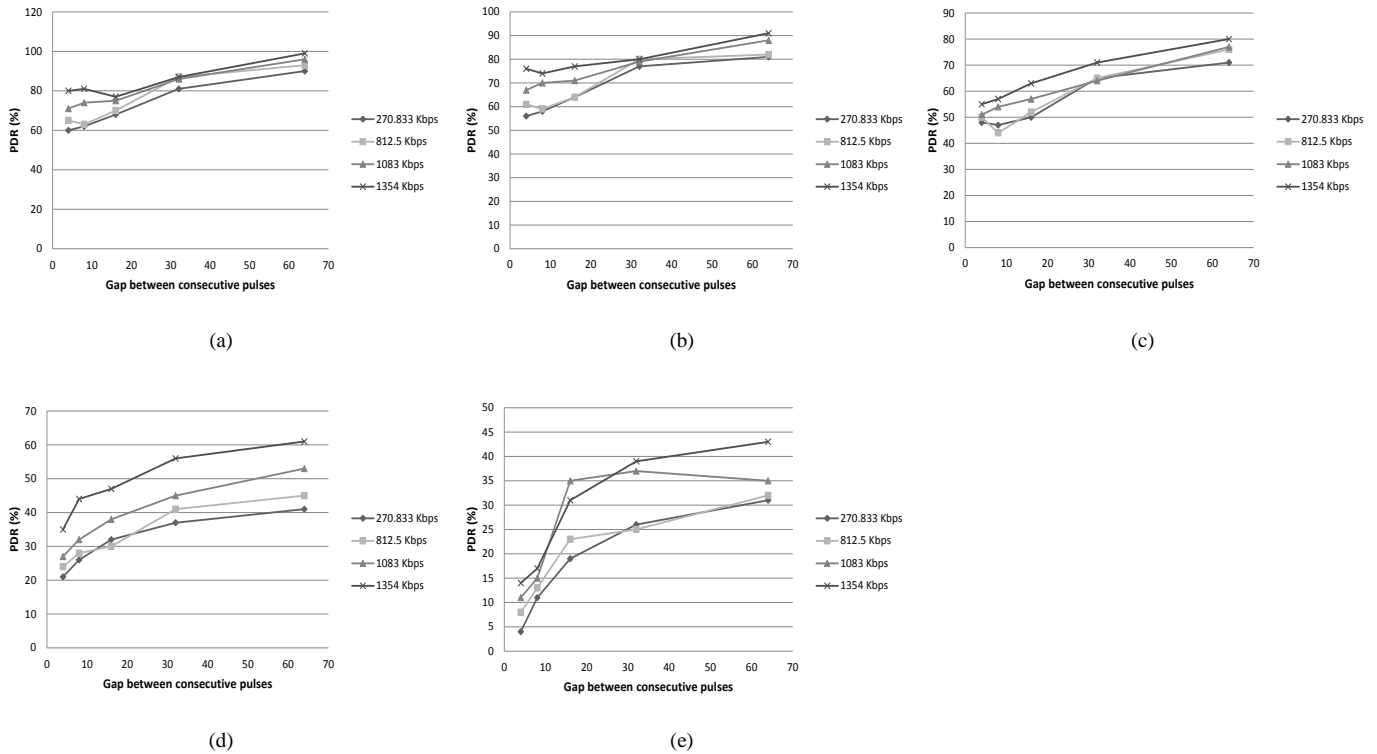 120
100
80
60
40
20
0
PDR (%)
0 10 20 30 40 50 60 70
Gap between consecutive pulses
270.833 Kbps
812.5 Kbps
1083 Kbps
1354 Kbps
(a)
100
90
80
70
60
50
40
30
20
10
0
PDR (%)
0 10 20 30 40 50 60 70
Gap between consecutive pulses
270.833 Kbps
812.5 Kbps
1083 Kbps
1354 Kbps
(b)
90
80
70
60
50
40
30
20
10
0
PDR (%)
0 10 20 30 40 50 60 70
Gap between consecutive pulses
270.833 Kbps
812.5 Kbps
1083 Kbps
1354 Kbps
(c)
70
60
50
40
30
20
10
0
PDR (%)
0 10 20 30 40 50 60 70
Gap between consecutive pulses
270.833 Kbps
812.5 Kbps
1083 Kbps
1354 Kbps
(d)
50
45
40
35
30
25
20
15
10
5
0
PDR (%)
0 10 20 30 40 50 60 70
Gap between consecutive pulses
270.833 Kbps
812.5 Kbps
1083 Kbps
1354 Kbps
(e)